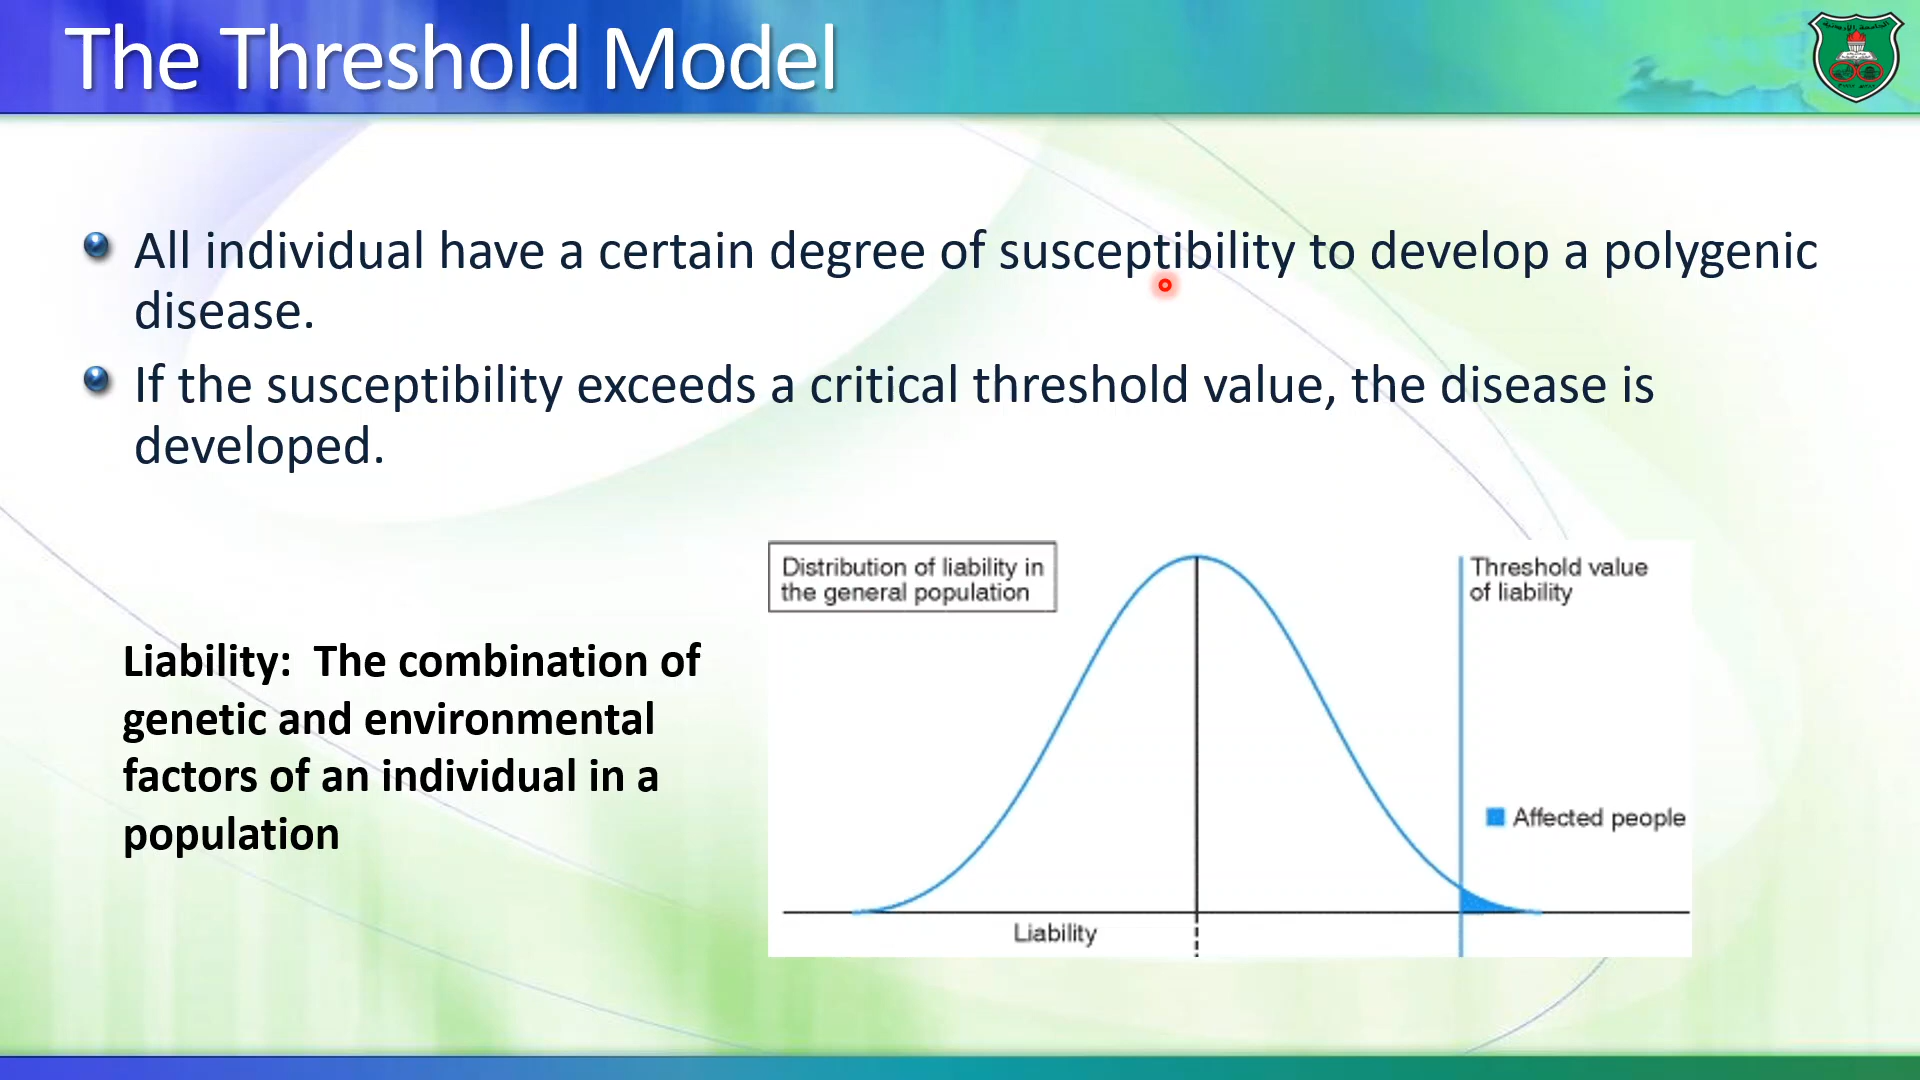 The Threshold Model
All individual have a certain degree of susceptibility to develop a polygenic
disease.
If the susceptibility exceeds a critical threshold value, the disease is
developed.
Liability:  The combination of
genetic and environmental
factors of an individual in a
population
Distribution of liability in
the general population
Threshold value
of liability
Affected people
Liability